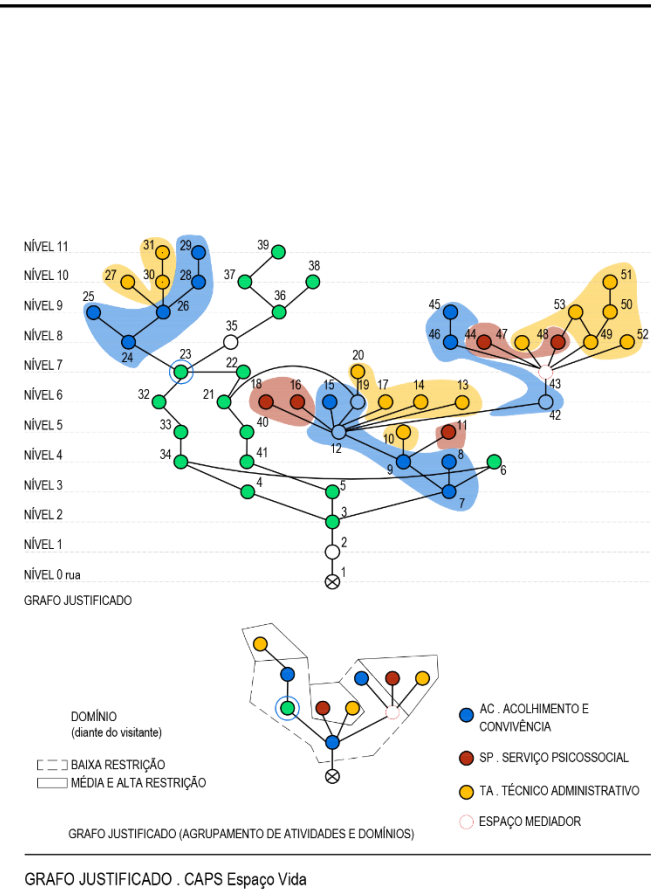 NÍVEL 11
31
29
39
27
30
28
37
38
51
NÍVEL 10
NÍVEL 9
25
26
36
45
53
50
NÍVEL 8
24
35
46
44
47
48
49
52
NÍVEL 7
23
22
20
43
NÍVEL 6
32
21
18
16
15
19
17
14
13
42
NÍVEL 5
33
40
12
10
11
NÍVEL 4
34
41
9
8
6
NÍVEL 3
4
5
7
NÍVEL 2
3
NÍVEL 1
2
NÍVEL 0 rua
1
GRAFO JUSTIFICADO
DOMÍNIO
(diante do visitante)
BAIXA RESTRIÇÃO
MÉDIA E ALTA RESTRIÇÃO
AC . ACOLHIMENTO E
CONVIVÊNCIA
SP . SERVIÇO PSICOSSOCIAL
TA . TÉCNICO ADMINISTRATIVO
ESPAÇO MEDIADOR
GRAFO JUSTIFICADO (AGRUPAMENTO DE ATIVIDADES E DOMÍNIOS)
GRAFO JUSTIFICADO . CAPS Espaço Vida